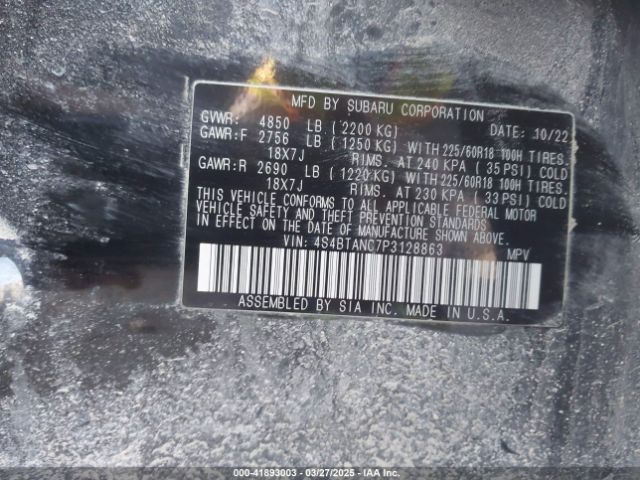 MFD BY SUBARU CORPORATION
GVWR: 4850 LB (2200 KG) DATE: 10/22
GAWR:F 2756 LB (1250 KG) WITH 225/60R18 100H TIRES.
18X7J RIMS. AT 240 KPA (35 PSI) COLD
GAWR:R 2690 LB (1220 KG) WITH 225/60R18 100H TIRES.
18X7J RIMS. AT 230 KPA (33 PSI) COLD
THIS VEHICLE CONFORMS TO ALL APPLICABLE FEDERAL MOTOR
VEHICLE SAFETY AND THEFT PREVENTION STANDARDS
IN EFFECT ON THE DATE OF MANUFACTURE SHOWN ABOVE.
VIN: 4S4BTANC7P3128863 MPV
ASSEMBLED BY SIA INC. MADE IN U.S.A.
000-41893003 — 03/27/2025 — IAA Inc.